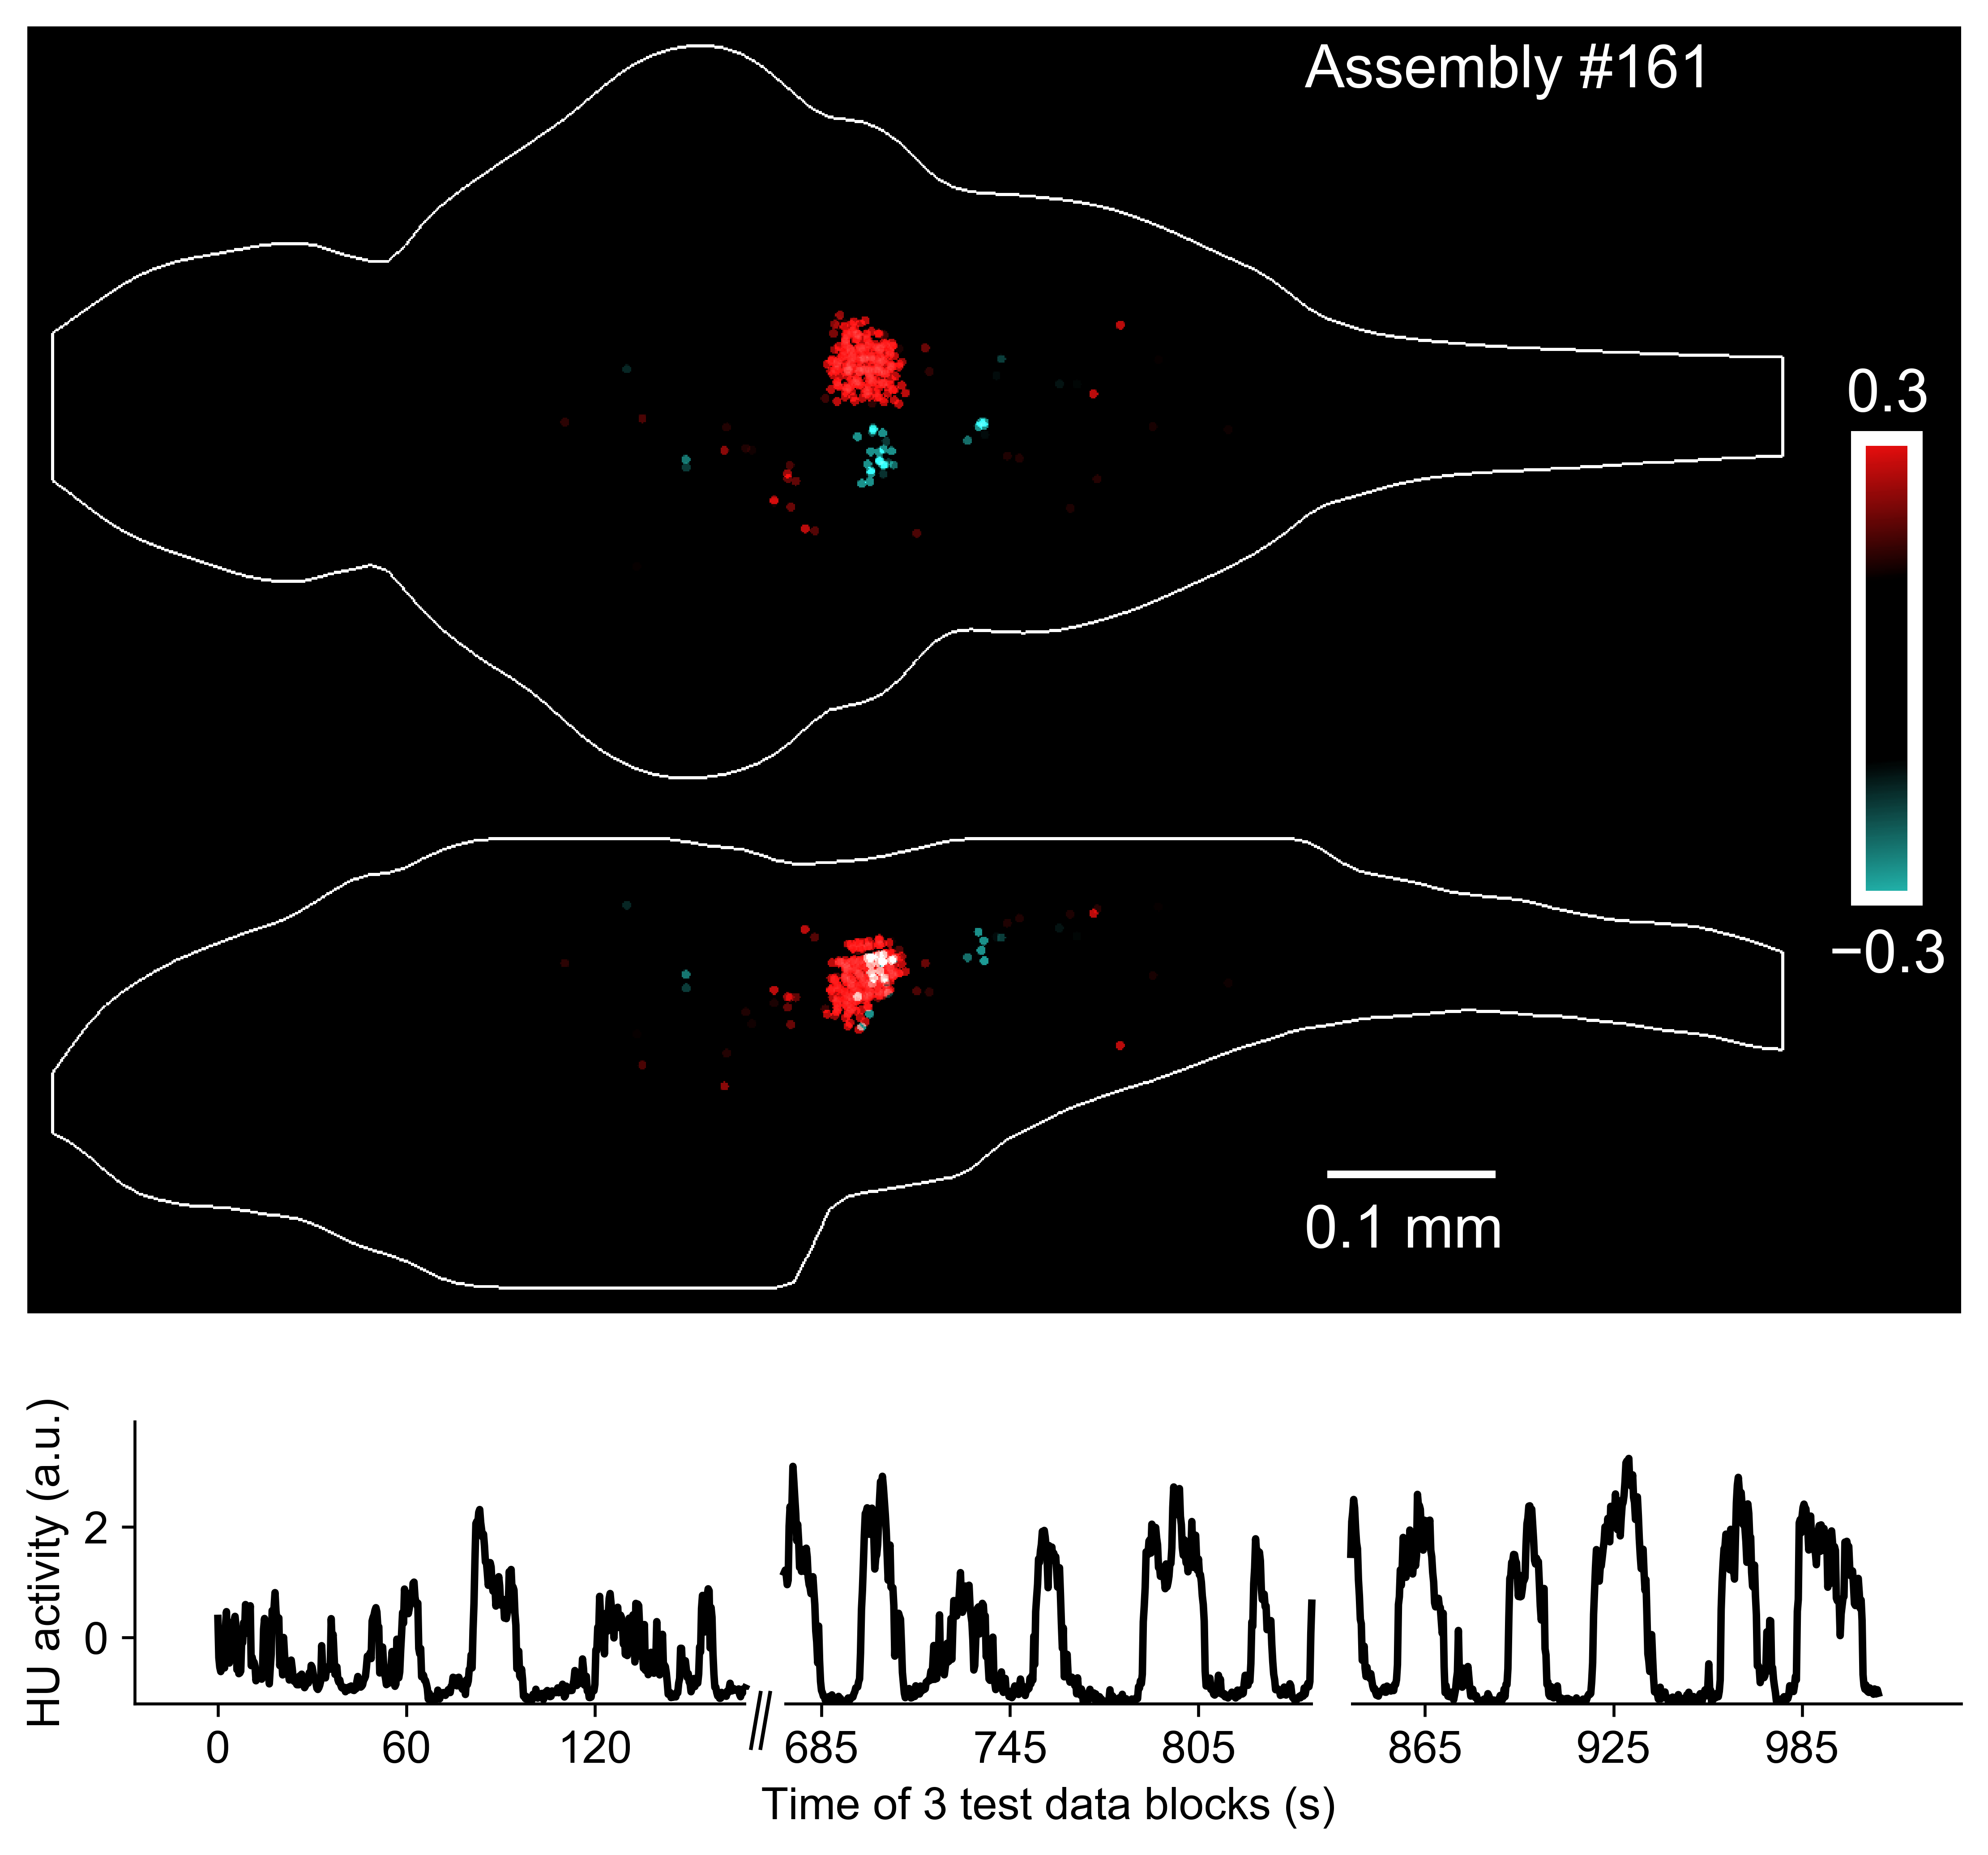 Assembly #161
0.3
−0.3
0.1 mm
HU activity (a.u.)
2
0
0 60 120 685 745 805 865 925 985
Time of 3 test data blocks (s)